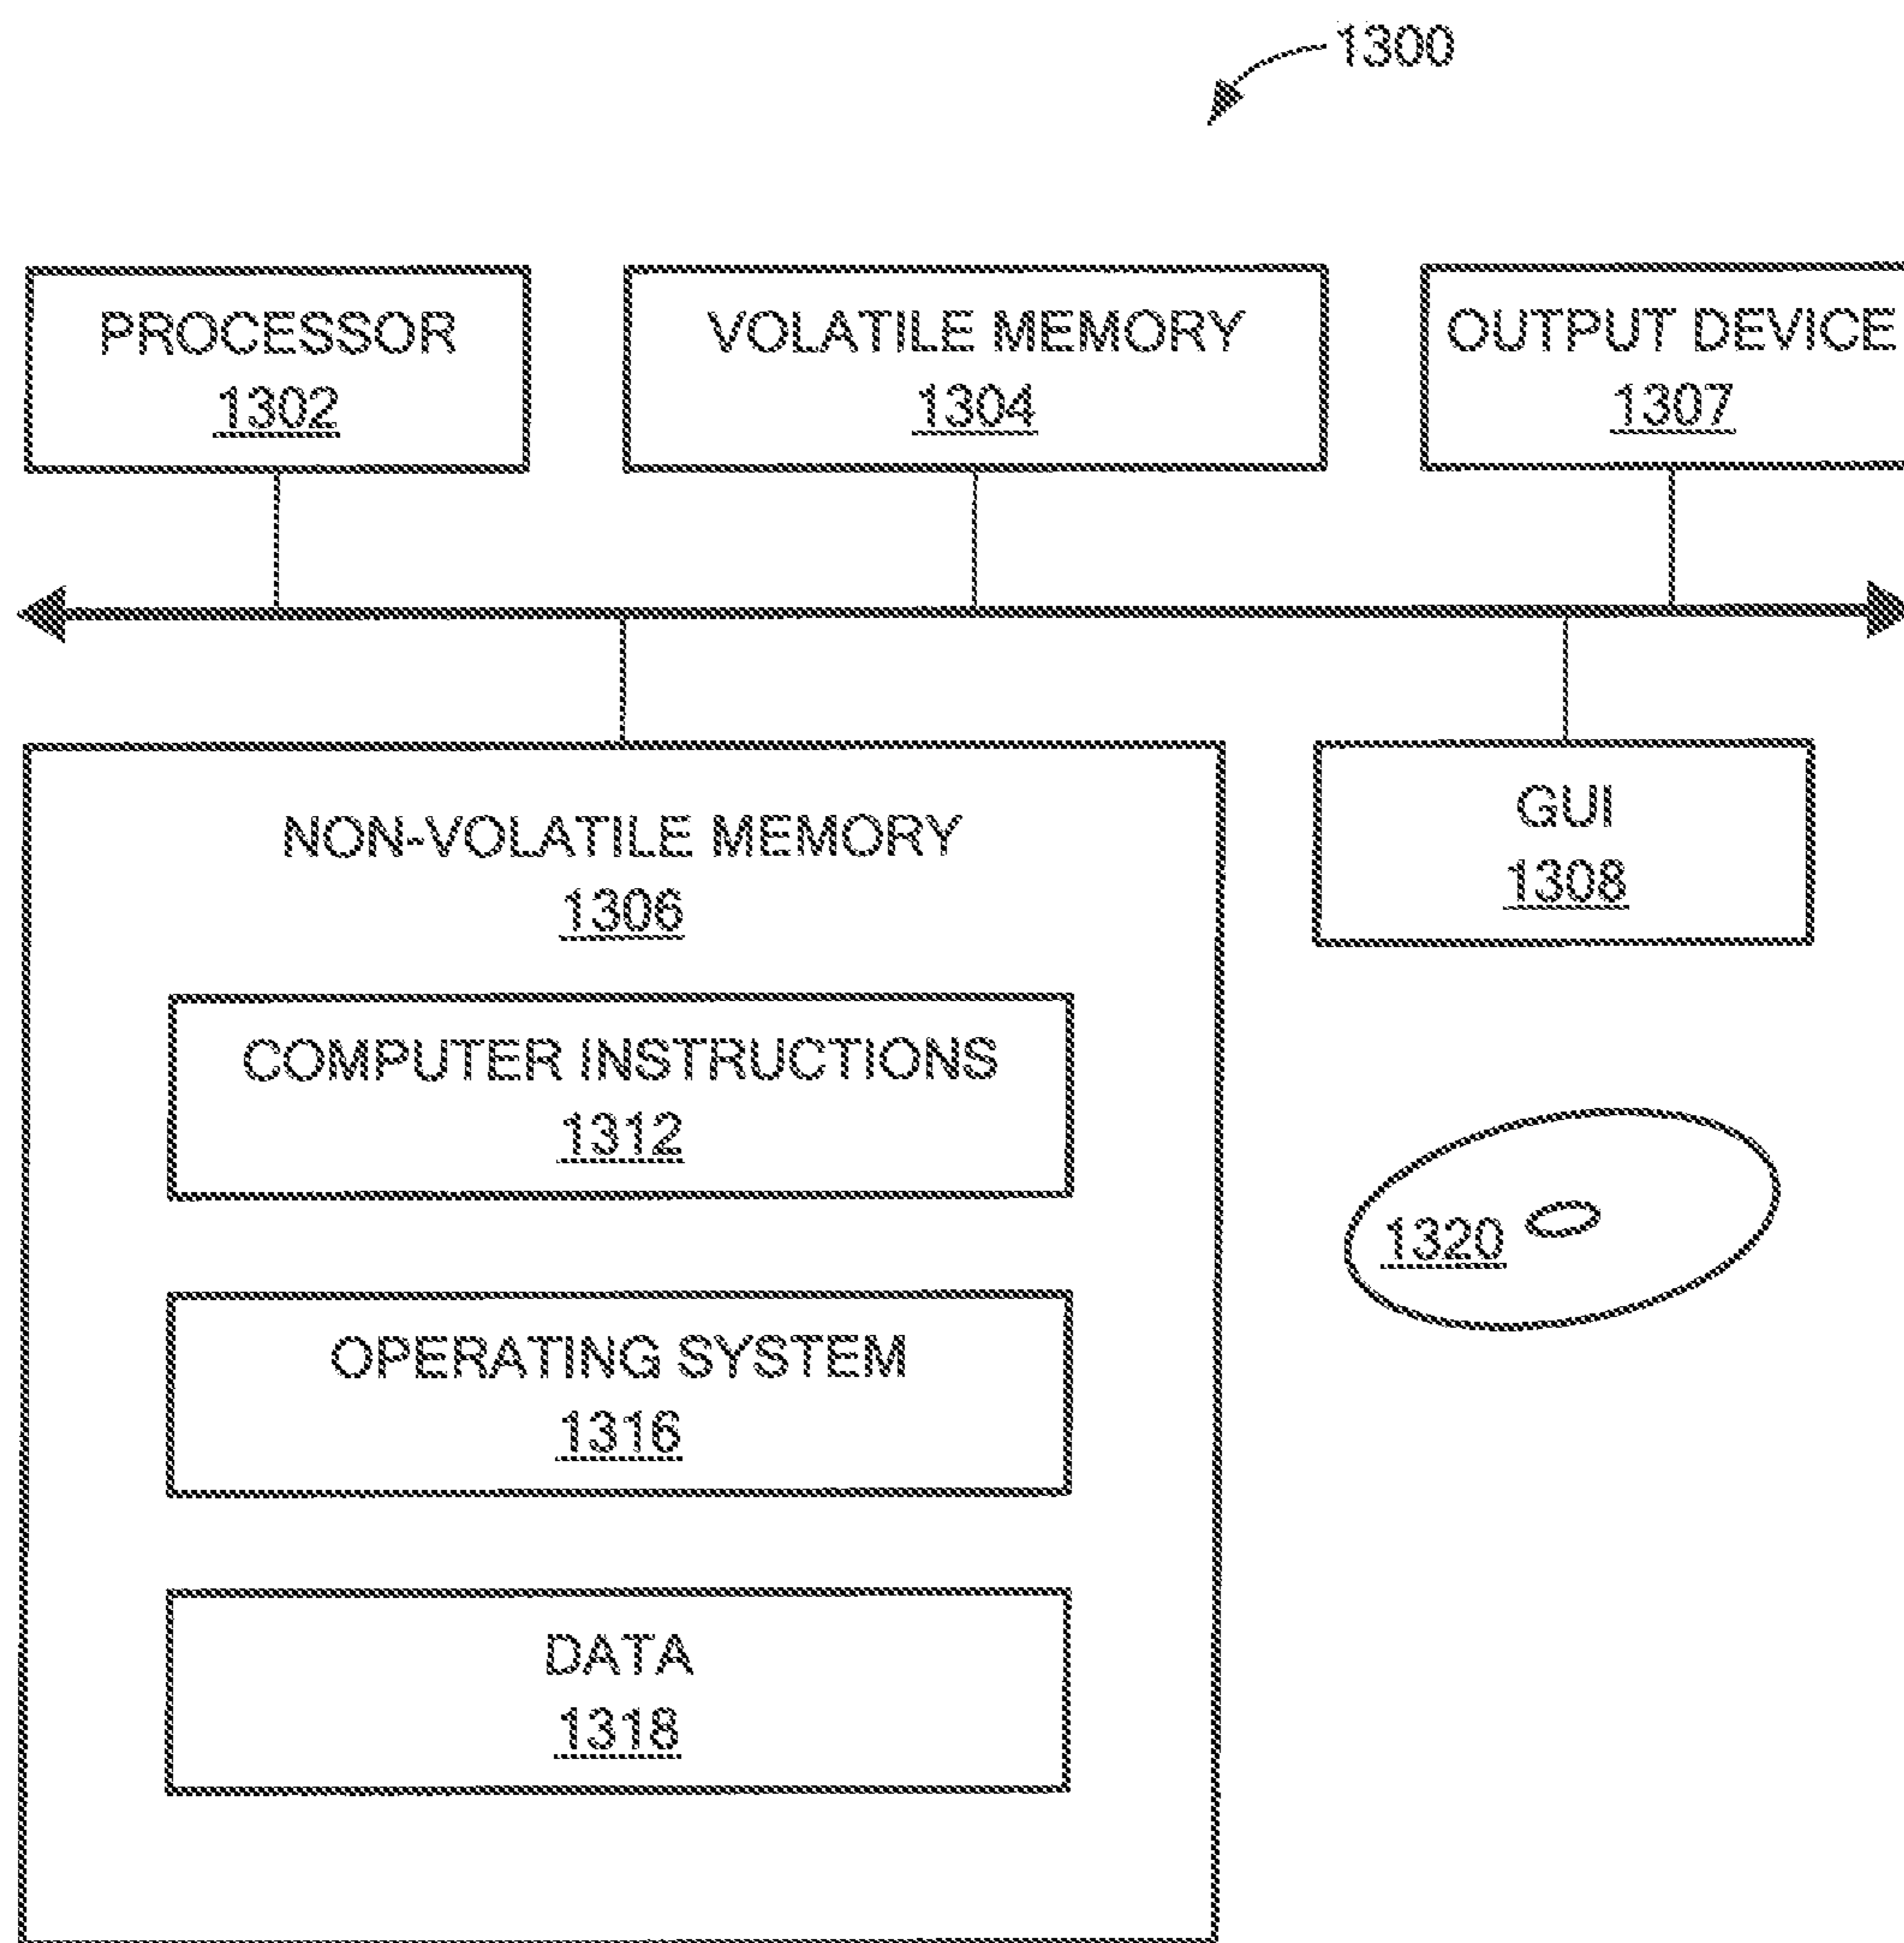 1300
PROCESSOR
1302
VOLATILE MEMORY
1304
OUTPUT DEVICE
1307
NON-VOLATILE MEMORY
1306
GUI
1308
COMPUTER INSTRUCTIONS
1312
1320
OPERATING SYSTEM
1316
DATA
1318